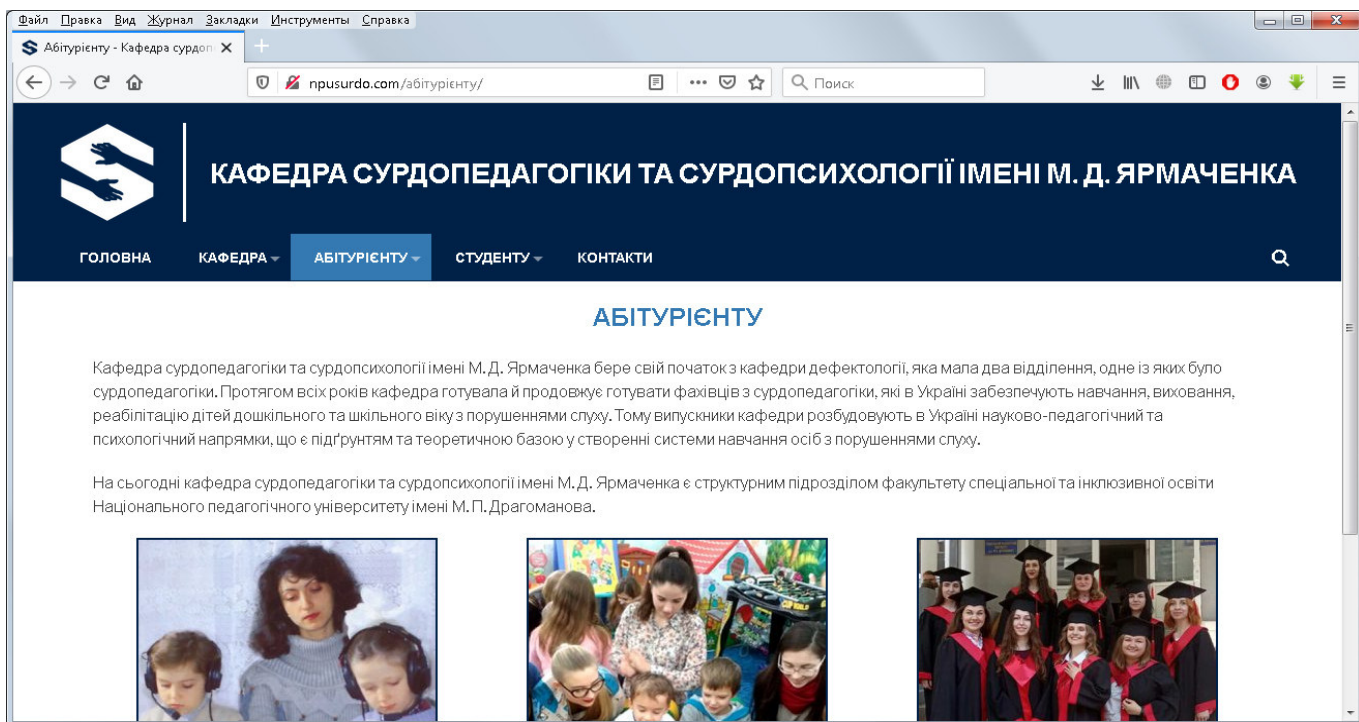 Файл Правка Вид Журнал Закладки Инструменты Справка
Абітурієнту - Кафедра сурдоп
npusurdo.com/абітурієнту/
Поиск
КАФЕДРА СУРДОПЕДАГОГІКИ ТА СУРДОПСИХОЛОГІЇ ІМЕНІ М. Д. ЯРМАЧЕНКА
ГОЛОВНА КАФЕДРА АБІТУРІЄНТУ СТУДЕНТУ КОНТАКТИ
АБІТУРІЄНТУ
Кафедра сурдопедагогіки та сурдопсихології імені М. Д. Ярмаченка бере свій початок з кафедри дефектології, яка мала два відділення, одне із яких було
сурдопедагогіки. Протягом всіх років кафедра готувала й продовжує готувати фахівців з сурдопедагогіки, які в Україні забезпечують навчання, виховання,
реабілітацію дітей дошкільного та шкільного віку з порушеннями слуху. Тому випускники кафедри розбудовують в Україні науково-педагогічний та
психологічний напрямки, що є підґрунтям та теоретичною базою у створенні системи навчання осіб з порушеннями слуху.
На сьогодні кафедра сурдопедагогіки та сурдопсихології імені М. Д. Ярмаченка є структурним підрозділом факультету спеціальної та інклюзивної освіти
Національного педагогічного університету імені М. П. Драгоманова.